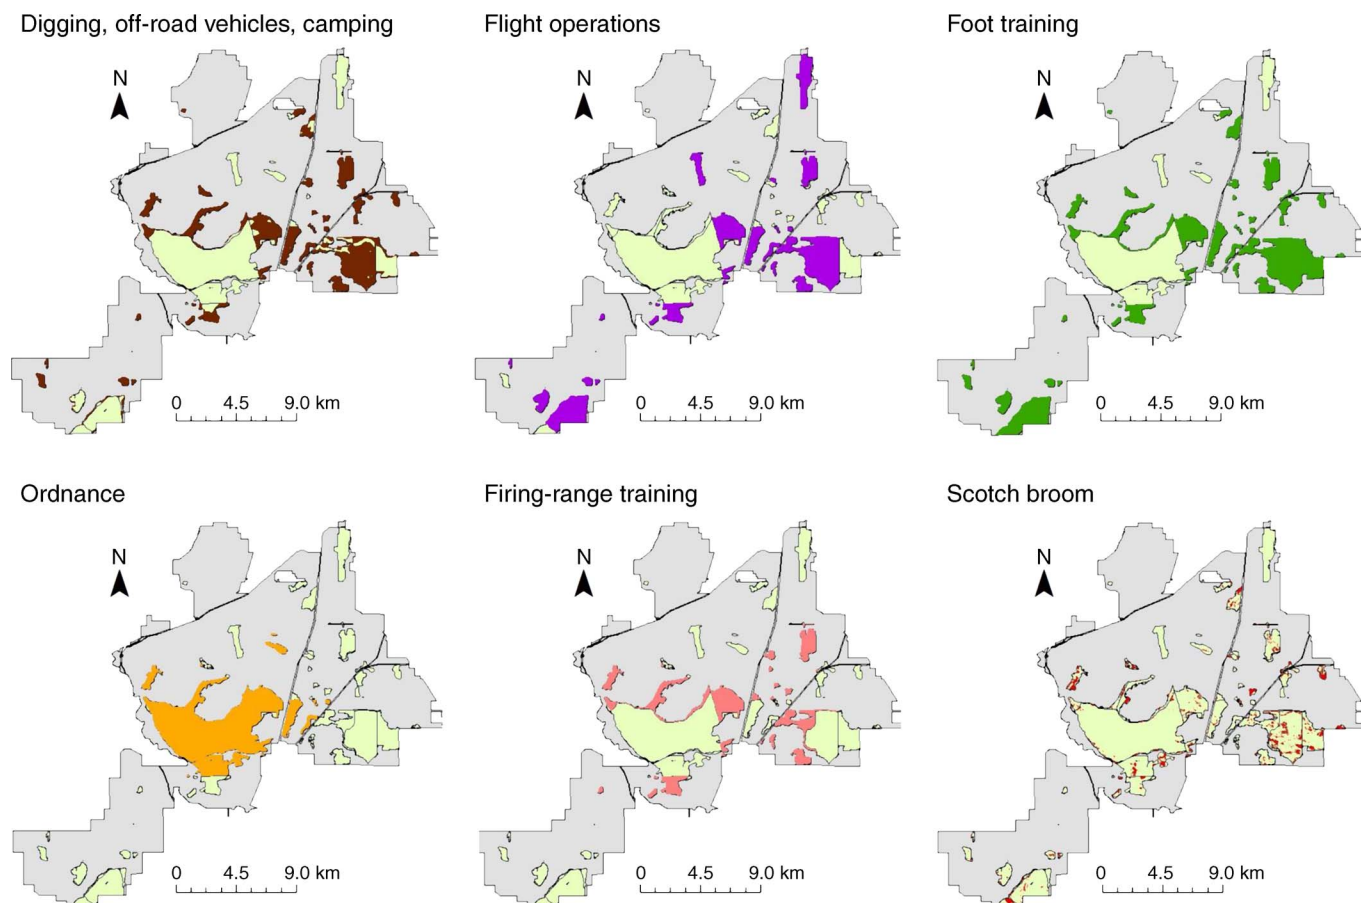 Digging, off-road vehicles, camping
N
0 4.5 9.0 km
Flight operations
N
0 4.5 9.0 km
Foot training
N
0 4.5 9.0 km
Ordnance
N
0 4.5 9.0 km
Firing-range training
N
0 4.5 9.0 km
Scotch broom
N
0 4.5 9.0 km